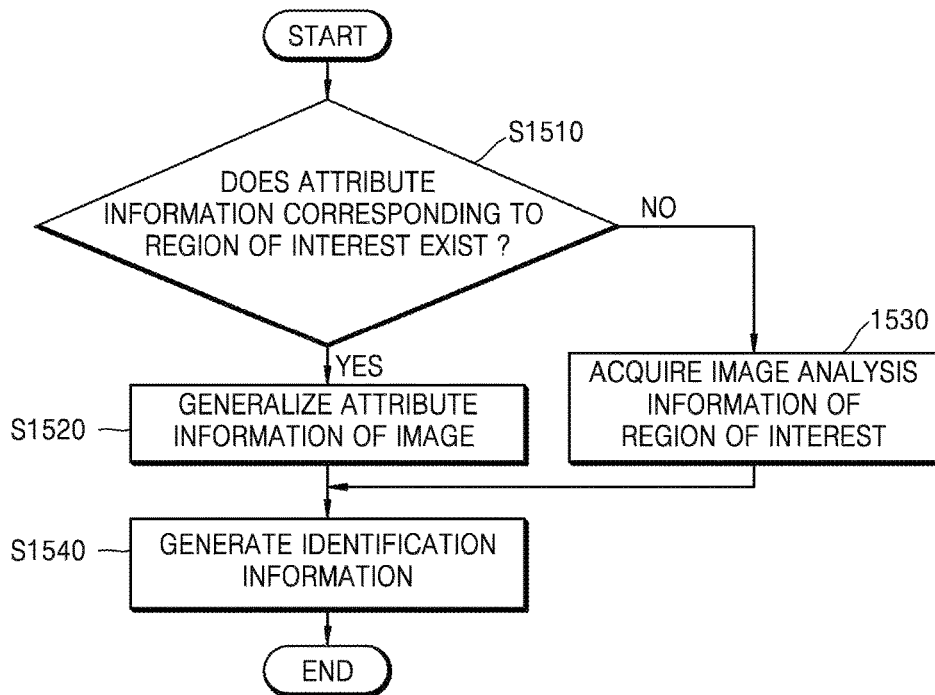 START
S1510
DOES ATTRIBUTE
INFORMATION CORRESPONDING TO
REGION OF INTEREST EXIST ?
NO
YES
1530
S1520
GENERALIZE ATTRIBUTE
INFORMATION OF IMAGE
ACQUIRE IMAGE ANALYSIS
INFORMATION OF
REGION OF INTEREST
S1540
GENERATE IDENTIFICATION
INFORMATION
END